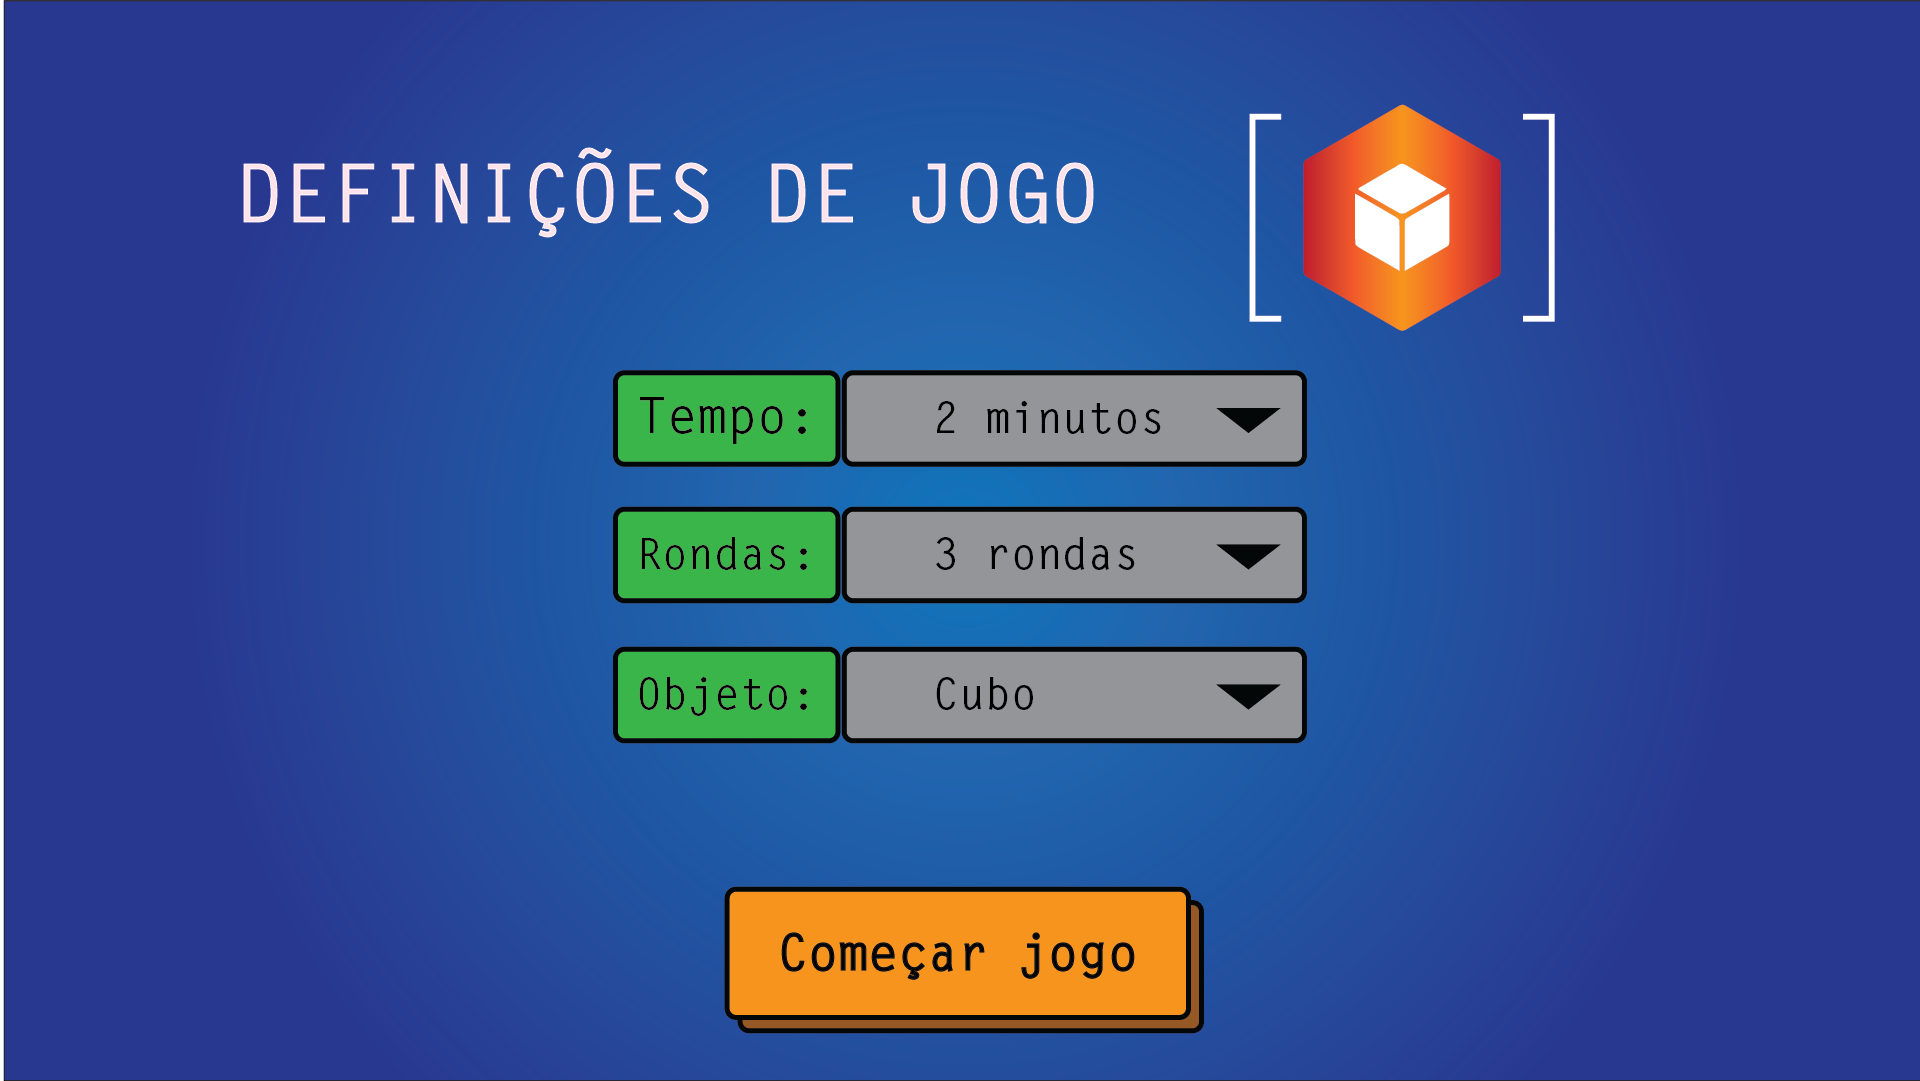 DEFINIÇÕES DE JOGO
Tempo: 2 minutos
Rondas: 3 rondas
Objeto: Cubo
Começar jogo